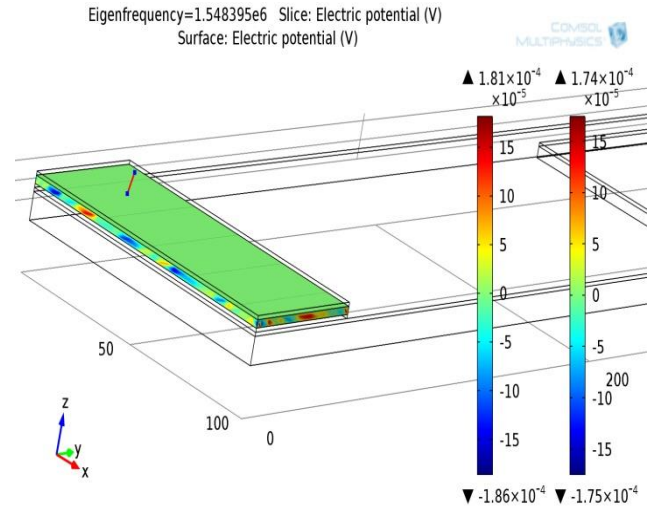 Eigenfrequency=1.548395e6 Slice: Electric potential (V)
Surface: Electric potential (V)
COMSOL
MULTIPHYSICS
▲ 1.81×10⁻⁴ ▲ 1.74×10⁻⁴
×10⁻⁵ ×10⁻⁵
15 15
10 10
5 5
0 0
-5 -5
-10 -10
-15 -15
▼ -1.86×10⁻⁴ ▼ -1.75×10⁻⁴
50
100
0
200
z
y
x